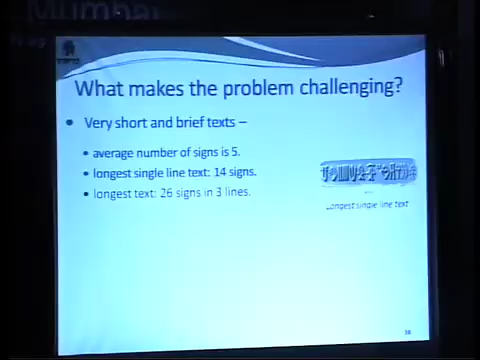 Mumbai
What makes the problem challenging?
• Very short and brief texts –
• average number of signs is 5.
• longest single line text: 14 signs.
• longest text: 26 signs in 3 lines.
Longest single line text